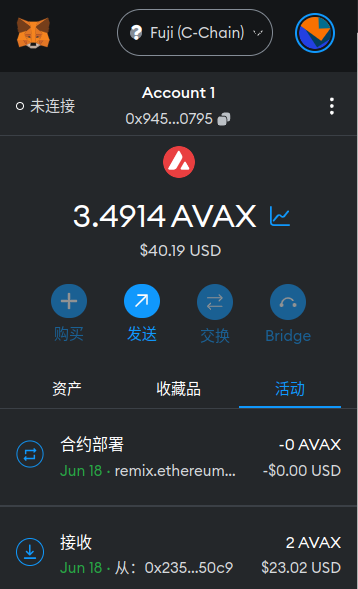 Fuji (C-Chain)
未连接
Account 1
0x945...0795
3.4914 AVAX
$40.19 USD
购买
发送
交换
Bridge
资产
收藏品
活动
合约部署
-0 AVAX
Jun 18 · remix.ethereum...
-$0.00 USD
接收
2 AVAX
Jun 18 · 从：0x235...50c9
$23.02 USD